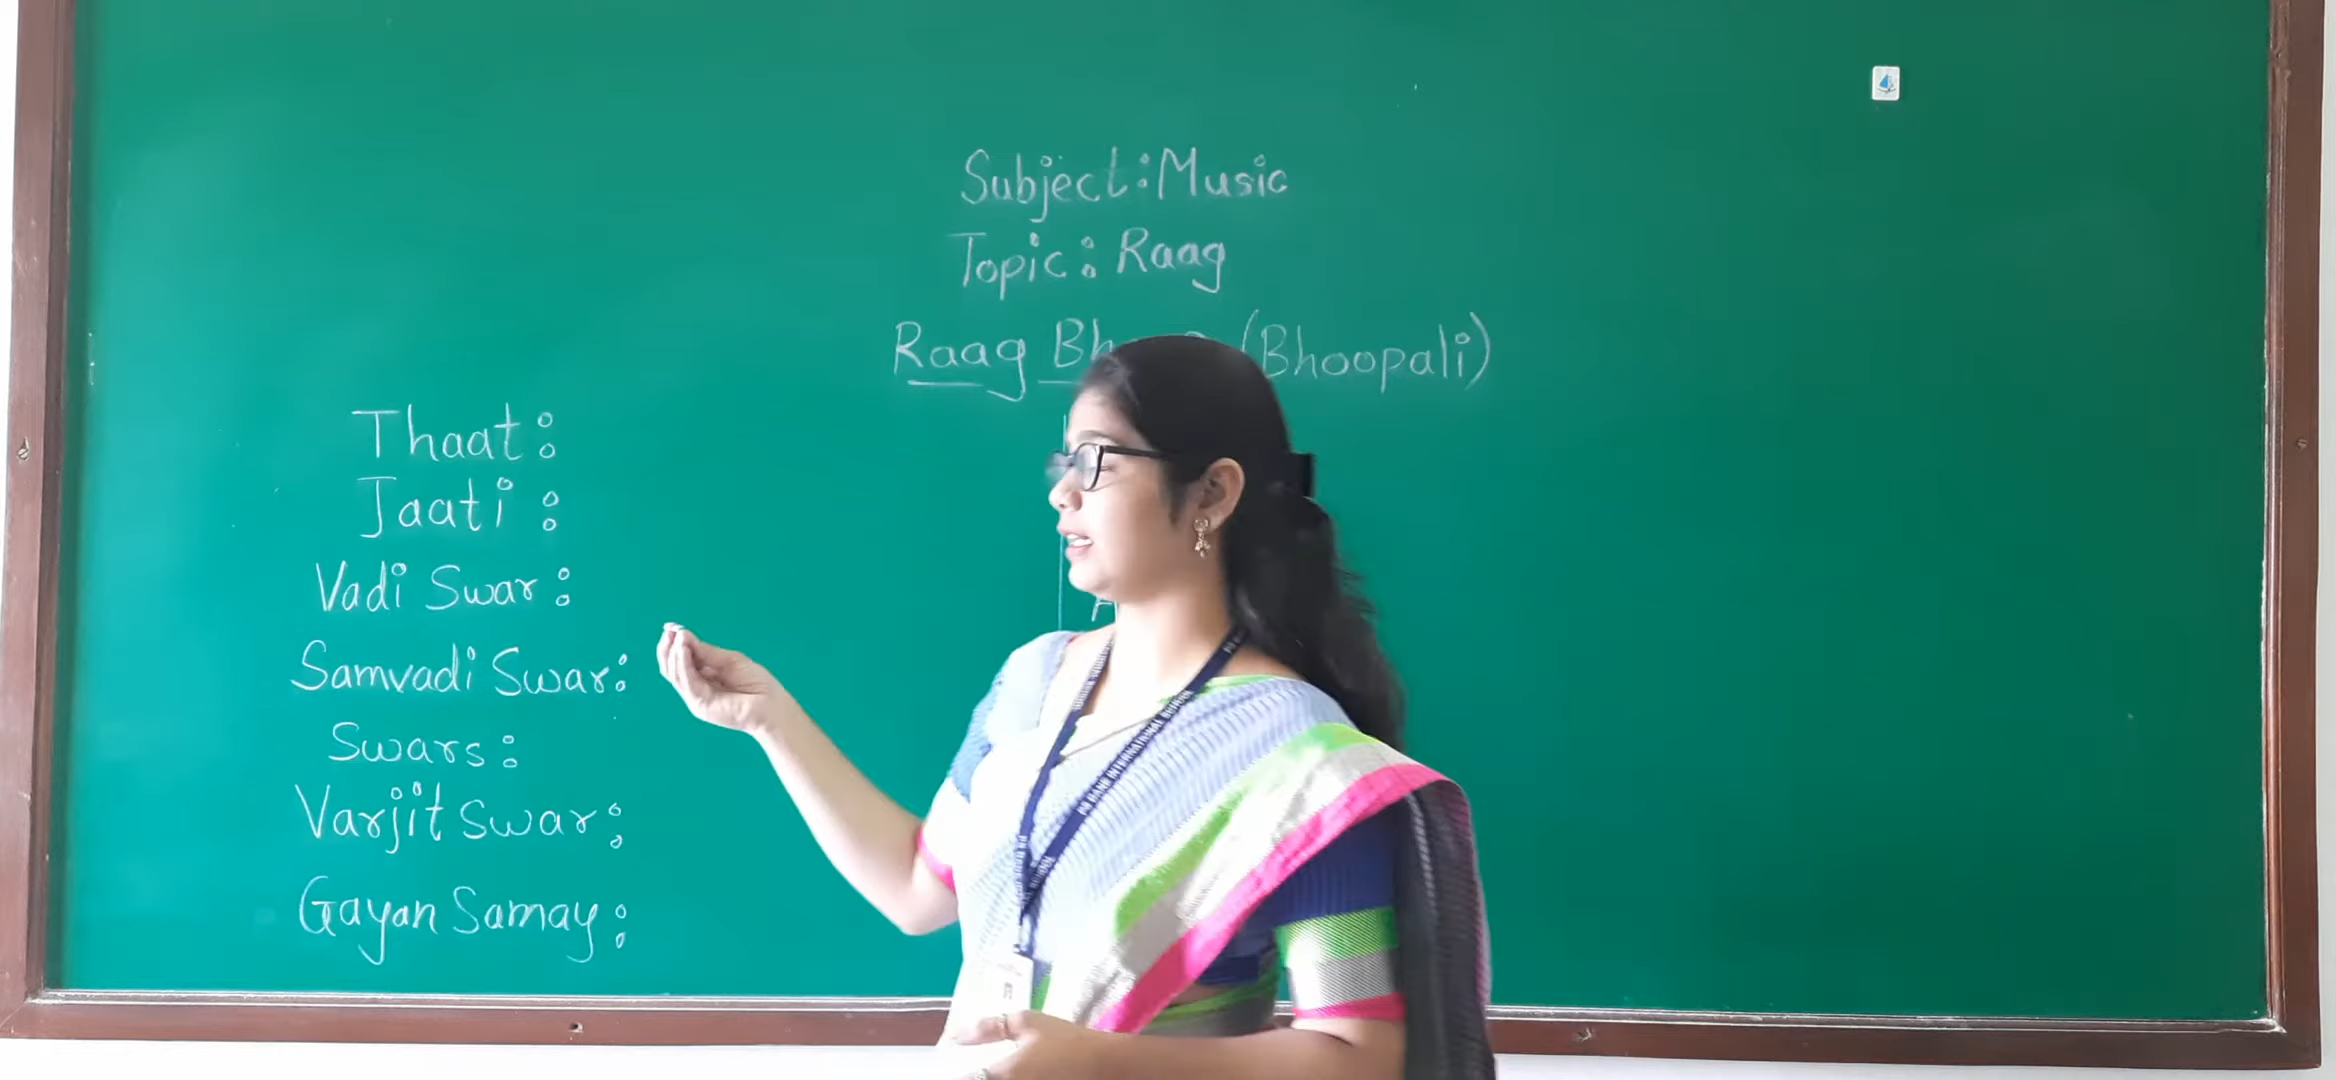 Subject: Music
Topic: Raag
Raag (Bhoopali)
Thaat:
Jaati:
Vadi Swar:
Samvadi Swar:
Swars:
Varjit Swar:
Gayan Samay: